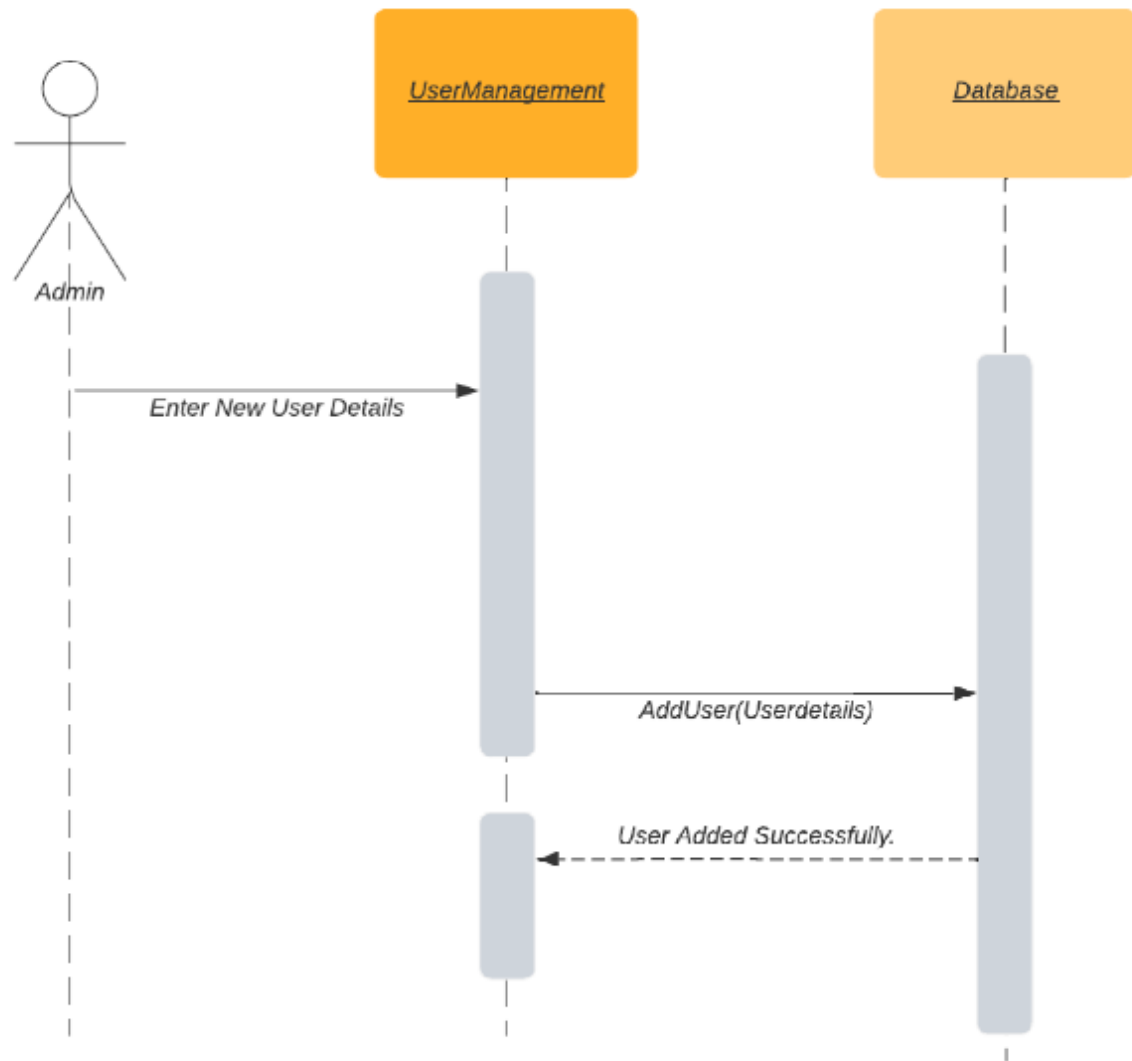 UserManagement
Database
Admin
Enter New User Details
AddUser(Userdetails)
User Added Successfully.